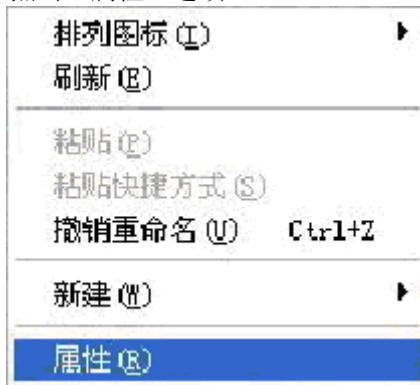 排列图标(I)
刷新(E)
粘贴(P)
粘贴快捷方式(S)
撤销重命名(U) Ctrl+Z
新建(W)
属性(R)